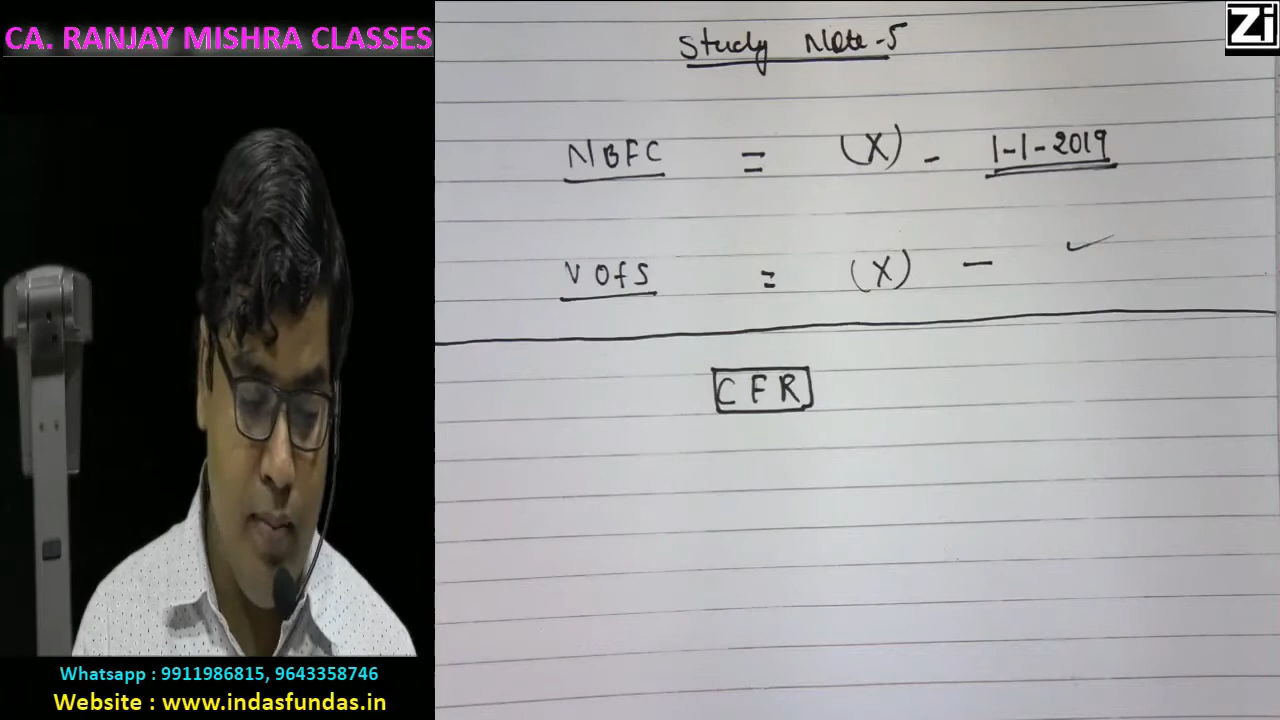 CA. RANJAY MISHRA CLASSES
Zi
Study Note-5
NBFC = (X) - 1-1-2019
V Of S = (X) - ✓
CFR
Whatsapp : 9911986815, 9643358746
Website : www.indasfundas.in